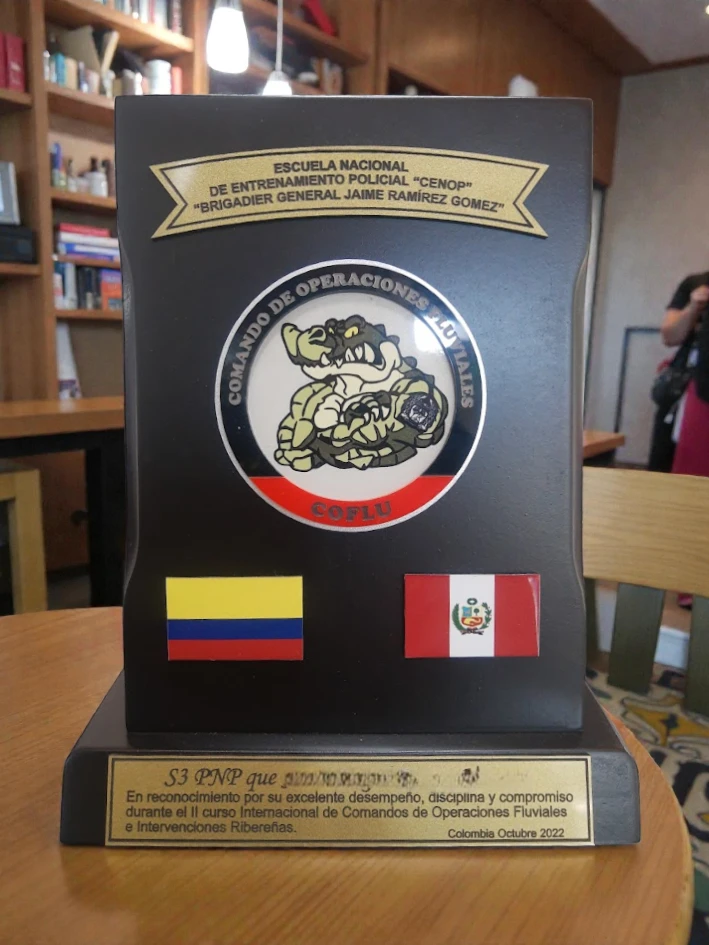 ESCUELA NACIONAL
DE ENTRENAMIENTO POLICIAL "CENOP"
"BRIGADIER GENERAL JAIME RAMÍREZ GOMEZ"
COMANDO DE OPERACIONES FLUVIALES
COFLU
S3 PNP que
En reconocimiento por su excelente desempeño, disciplina y compromiso
durante el II curso Internacional de Comandos de Operaciones Fluviales
e Intervenciones Ribereñas.
Colombia Octubre 2022